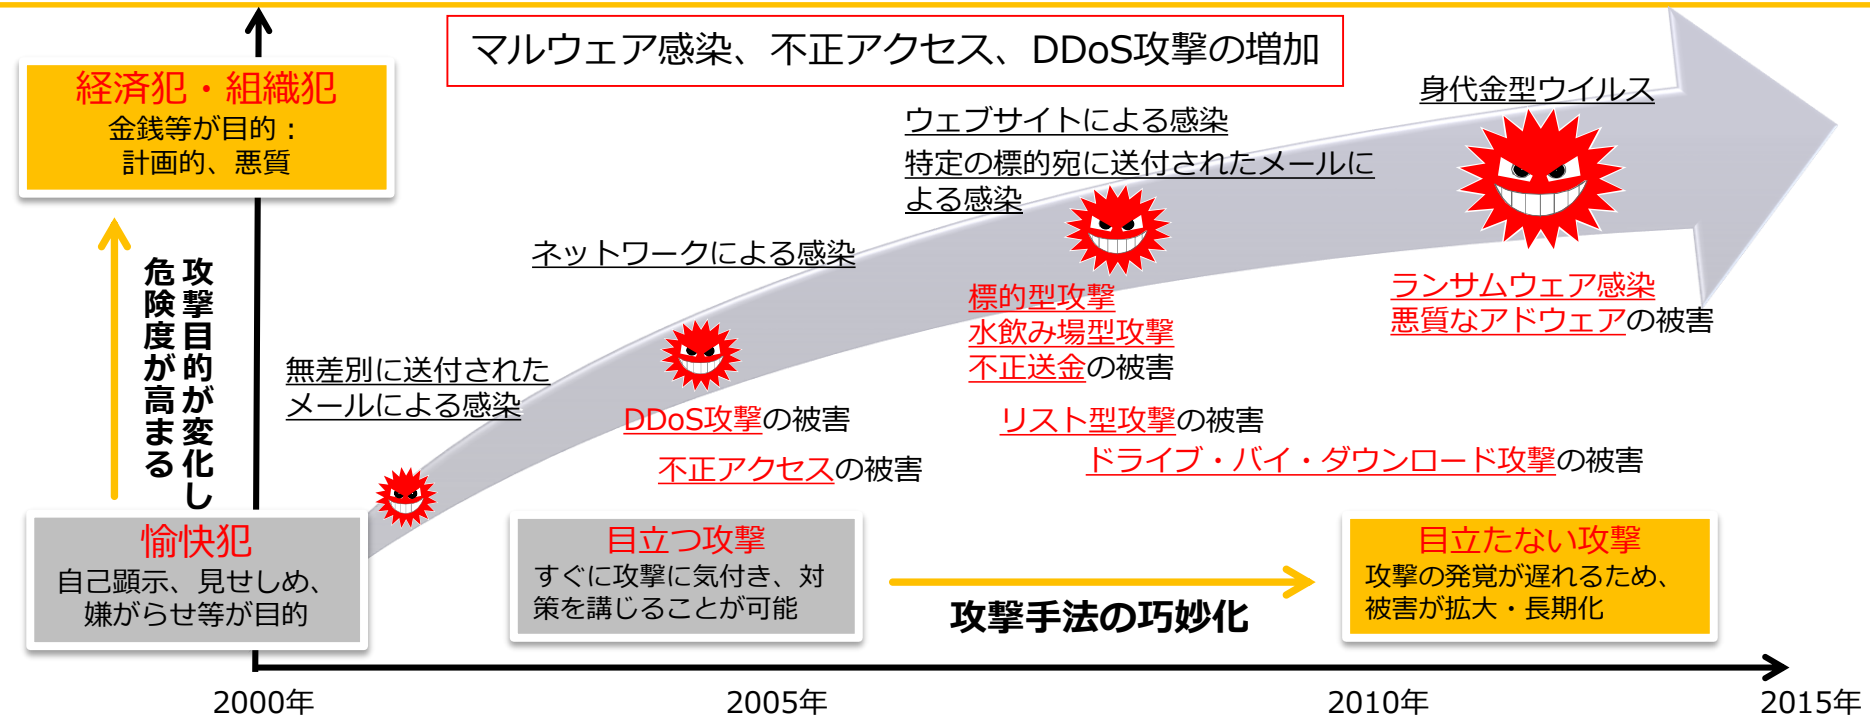 マルウェア感染、不正アクセス、DDoS攻撃の増加
経済犯・組織犯
金銭等が目的：
計画的、悪質
攻撃目的が変化し
危険度が高まる
愉快犯
自己顕示、見せしめ、
嫌がらせ等が目的
無差別に送付された
メールによる感染
ネットワークによる感染
DDoS攻撃の被害
不正アクセスの被害
ウェブサイトによる感染
特定の標的宛に送付されたメールに
よる感染
標的型攻撃
水飲み場型攻撃
不正送金の被害
リスト型攻撃の被害
ドライブ・バイ・ダウンロード攻撃の被害
身代金型ウイルス
ランサムウェア感染
悪質なアドウェアの被害
目立つ攻撃
すぐに攻撃に気付き、対
策を講じることが可能
攻撃手法の巧妙化
目立たない攻撃
攻撃の発覚が遅れるため、
被害が拡大・長期化
2000年
2005年
2010年
2015年